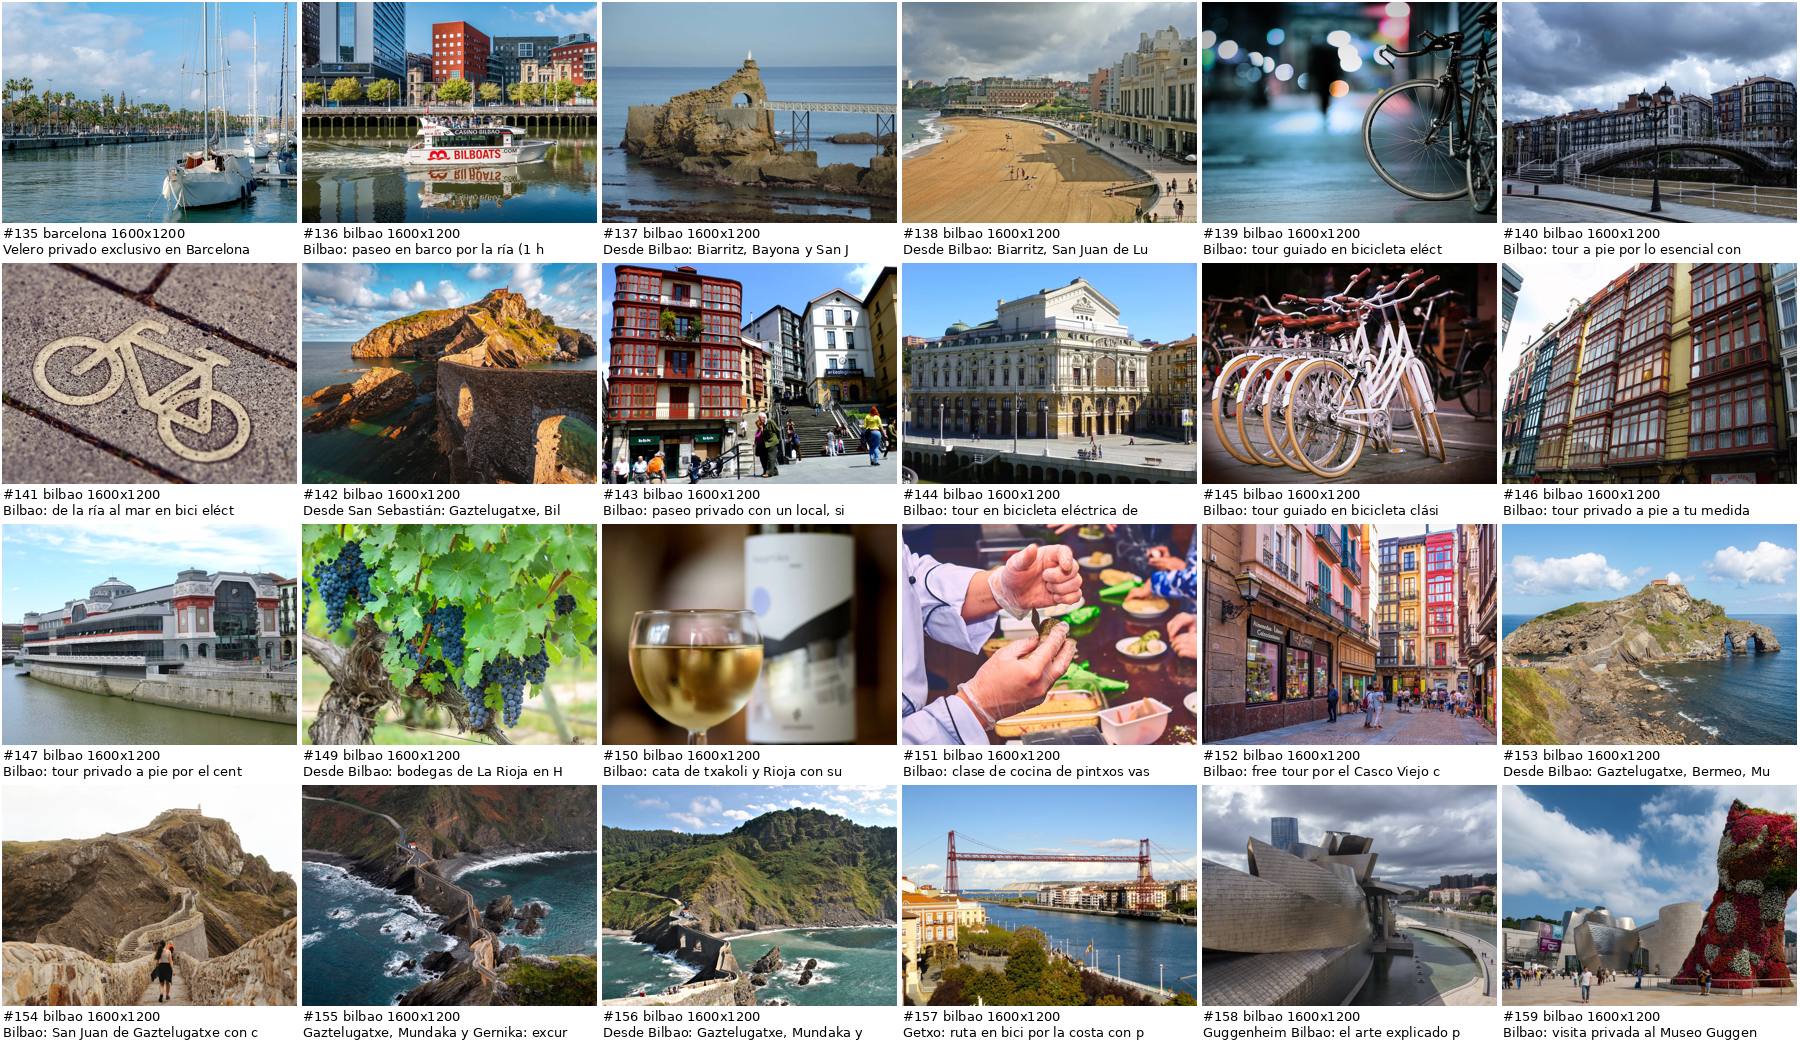 CASINO BILBAO
BILBOATS.COM
#135 barcelona 1600x1200
Velero privado exclusivo en Barcelona
#136 bilbao 1600x1200
Bilbao: paseo en barco por la ría (1 h
#137 bilbao 1600x1200
Desde Bilbao: Biarritz, Bayona y San J
#138 bilbao 1600x1200
Desde Bilbao: Biarritz, San Juan de Lu
#139 bilbao 1600x1200
Bilbao: tour guiado en bicicleta eléct
#140 bilbao 1600x1200
Bilbao: tour a pie por lo esencial con
#141 bilbao 1600x1200
Bilbao: de la ría al mar en bici eléct
#142 bilbao 1600x1200
Desde San Sebastián: Gaztelugatxe, Bil
#143 bilbao 1600x1200
Bilbao: paseo privado con un local, si
#144 bilbao 1600x1200
Bilbao: tour en bicicleta eléctrica de
#145 bilbao 1600x1200
Bilbao: tour guiado en bicicleta clási
#146 bilbao 1600x1200
Bilbao: tour privado a pie a tu medida
#147 bilbao 1600x1200
Bilbao: tour privado a pie por el cent
#149 bilbao 1600x1200
Desde Bilbao: bodegas de La Rioja en H
#150 bilbao 1600x1200
Bilbao: cata de txakoli y Rioja con su
#151 bilbao 1600x1200
Bilbao: clase de cocina de pintxos vas
#152 bilbao 1600x1200
Bilbao: free tour por el Casco Viejo c
#153 bilbao 1600x1200
Desde Bilbao: Gaztelugatxe, Bermeo, Mu
#154 bilbao 1600x1200
Bilbao: San Juan de Gaztelugatxe con c
#155 bilbao 1600x1200
Gaztelugatxe, Mundaka y Gernika: excur
#156 bilbao 1600x1200
Desde Bilbao: Gaztelugatxe, Mundaka y
#157 bilbao 1600x1200
Getxo: ruta en bici por la costa con p
#158 bilbao 1600x1200
Guggenheim Bilbao: el arte explicado p
#159 bilbao 1600x1200
Bilbao: visita privada al Museo Guggen